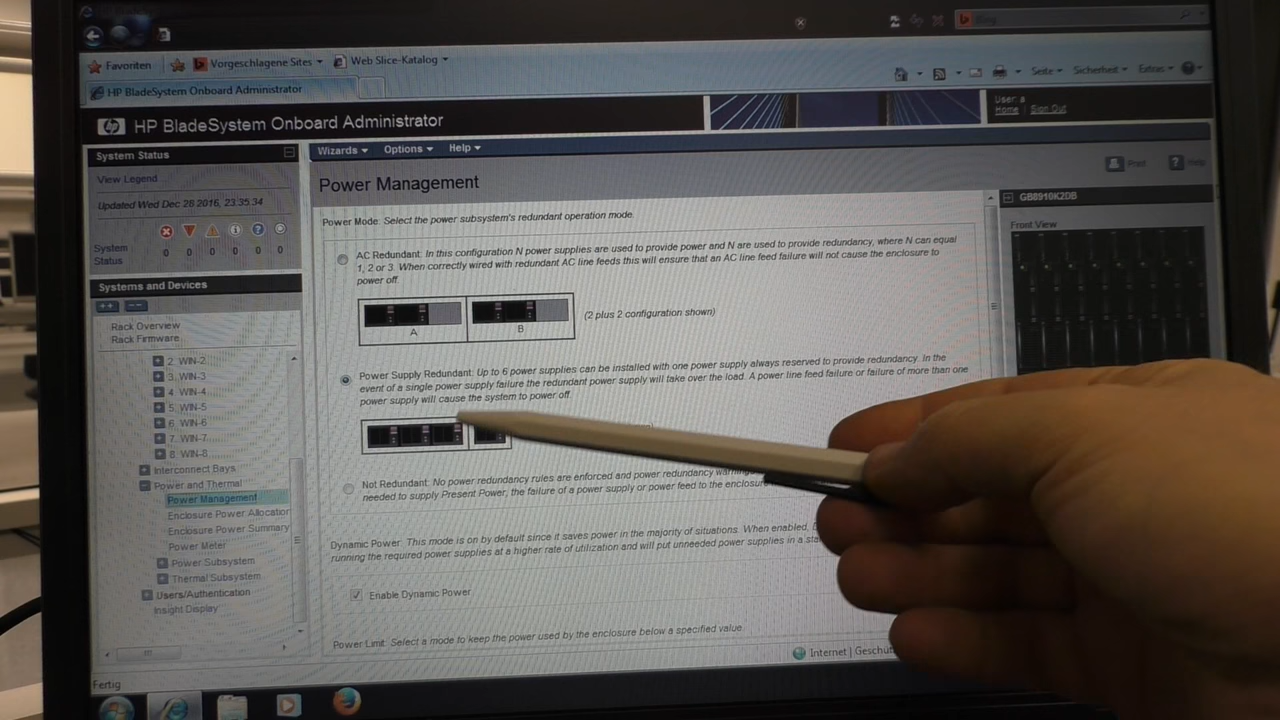 Favoriten
Vorgeschlagene Sites
Web Slice-Katalog
Seite
Sicherheit
Extras
HP BladeSystem Onboard Administrator
HP BladeSystem Onboard Administrator
User: a
Home | Sign Out
System Status
View Legend
Updated Wed Dec 28 2016, 23:35:34
System
Status
0 0 0 0 0 0
Systems and Devices
Rack Overview
Rack Firmware
2. WIN-2
3. WIN-3
4. WIN-4
5. WIN-5
6. WIN-6
7. WIN-7
8. WIN-8
Interconnect Bays
Power and Thermal
Power Management
Enclosure Power Allocation
Enclosure Power Summary
Power Meter
Power Subsystem
Thermal Subsystem
Users/Authentication
Insight Display
Fertig
Wizards
Options
Help
Power Management
Print
Help
Power Mode: Select the power subsystem's redundant operation mode.
AC Redundant: In this configuration N power supplies are used to provide power and N are used to provide redundancy, where N can equal
1, 2 or 3. When correctly wired with redundant AC line feeds this will ensure that an AC line feed failure will not cause the enclosure to
power off.
A
B
(2 plus 2 configuration shown)
Power Supply Redundant: Up to 6 power supplies can be installed with one power supply always reserved to provide redundancy. In the
event of a single power supply failure the redundant power supply will take over the load. A power line feed failure or failure of more than one
power supply will cause the system to power off.
Not Redundant: No power redundancy rules are enforced and power redundancy
needed to supply Present Power, the failure of a power supply or power feed to the enclosure
Dynamic Power: This mode is on by default since it saves power in the majority of situations. When enabled,
running the required power supplies at a higher rate of utilization and will put unneeded power supplies in a
Enable Dynamic Power
Power Limit: Select a mode to keep the power used by the enclosure below a specified value.
Front View
Internet |